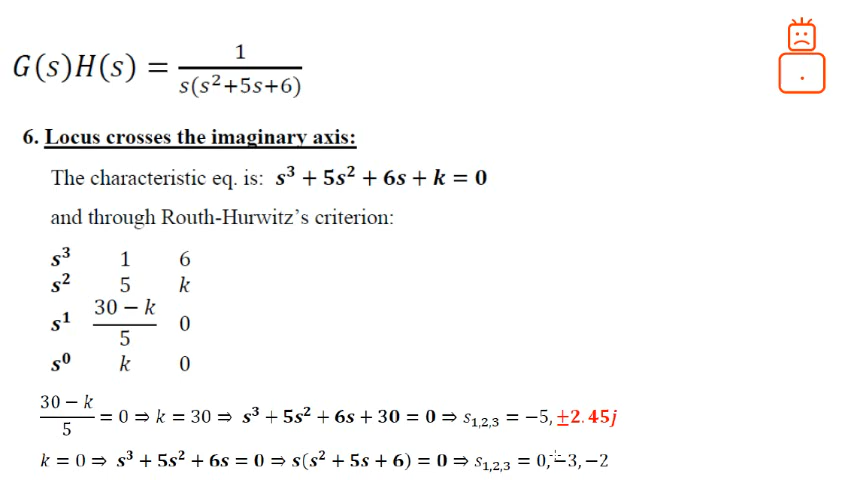 G(s)H(s) = 1 / s(s²+5s+6)
6. Locus crosses the imaginary axis:
The characteristic eq. is: s³ + 5s² + 6s + k = 0
and through Routh-Hurwitz's criterion:
s³ 1 6
s² 5 k
s¹ (30 − k)/5 0
s⁰ k 0
(30 − k)/5 = 0 ⇒ k = 30 ⇒ s³ + 5s² + 6s + 30 = 0 ⇒ s₁,₂,₃ = −5, ±2.45j
k = 0 ⇒ s³ + 5s² + 6s = 0 ⇒ s(s² + 5s + 6) = 0 ⇒ s₁,₂,₃ = 0, −3, −2